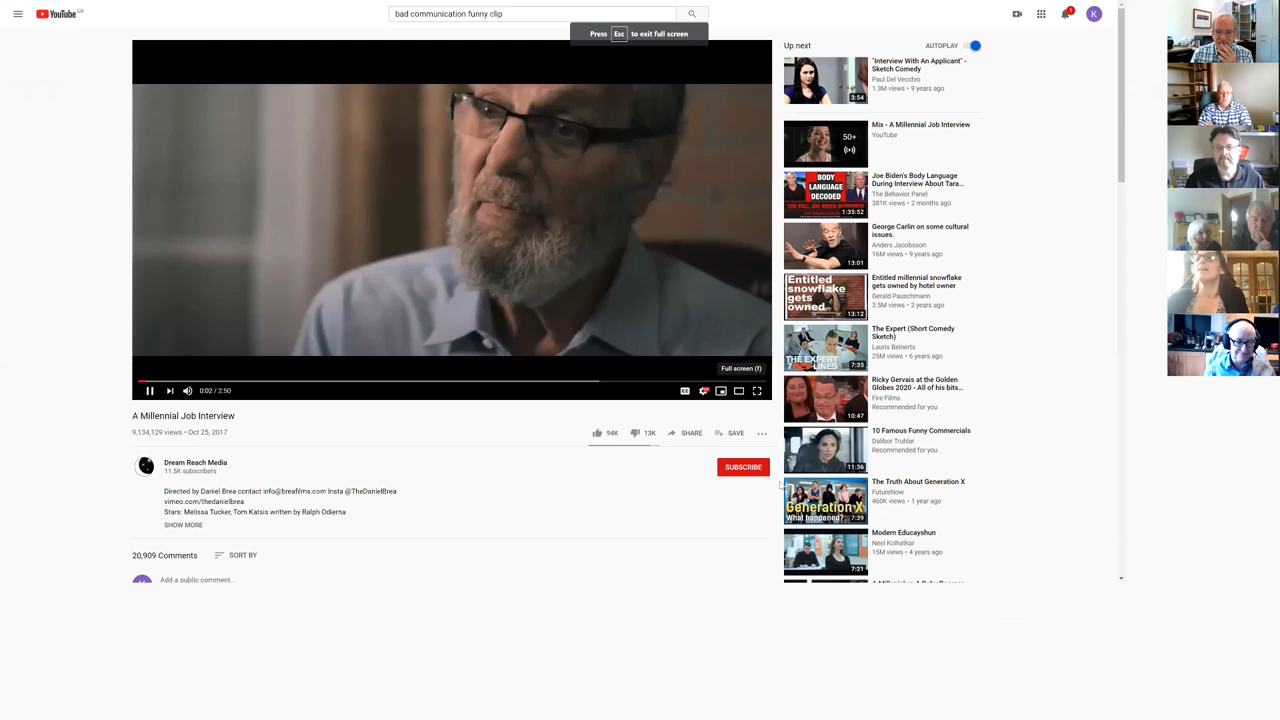 YouTube GB
bad communication funny clip
1
K
Press Esc to exit full screen
Full screen (f)
0:02 / 2:50
A Millennial Job Interview
9,134,129 views • Oct 25, 2017
94K
13K
SHARE
SAVE
Dream Reach Media
11.5K subscribers
SUBSCRIBE
Directed by Daniel Brea contact info@breafilms.com Insta @TheDanielBrea
vimeo.com/thedanielbrea
Stars: Melissa Tucker, Tom Katsis written by Ralph Odierna
SHOW MORE
20,909 Comments
SORT BY
K
Add a public comment...
Up next
AUTOPLAY
3:54
"Interview With An Applicant" -
Sketch Comedy
Paul Del Vecchio
1.3M views • 9 years ago
50+
Mix - A Millennial Job Interview
YouTube
BODY
LANGUAGE
DECODED
1:35:52
Joe Biden's Body Language
During Interview About Tara...
The Behavior Panel
381K views • 2 months ago
13:01
George Carlin on some cultural
issues.
Anders Jacobsson
16M views • 9 years ago
Entitled
snowflake
gets
owned
13:12
Entitled millennial snowflake
gets owned by hotel owner
Gerald Pauschmann
3.5M views • 2 years ago
THE EXPERT
7 LINES
7:35
The Expert (Short Comedy
Sketch)
Lauris Beinerts
25M views • 6 years ago
10:47
Ricky Gervais at the Golden
Globes 2020 - All of his bits...
Fire Films
Recommended for you
11:36
10 Famous Funny Commercials
Dalibor Truhlar
Recommended for you
Generation X
What happened?
7:39
The Truth About Generation X
FutureNow
460K views • 1 year ago
7:21
Modern Educayshun
Neel Kolhatkar
15M views • 4 years ago